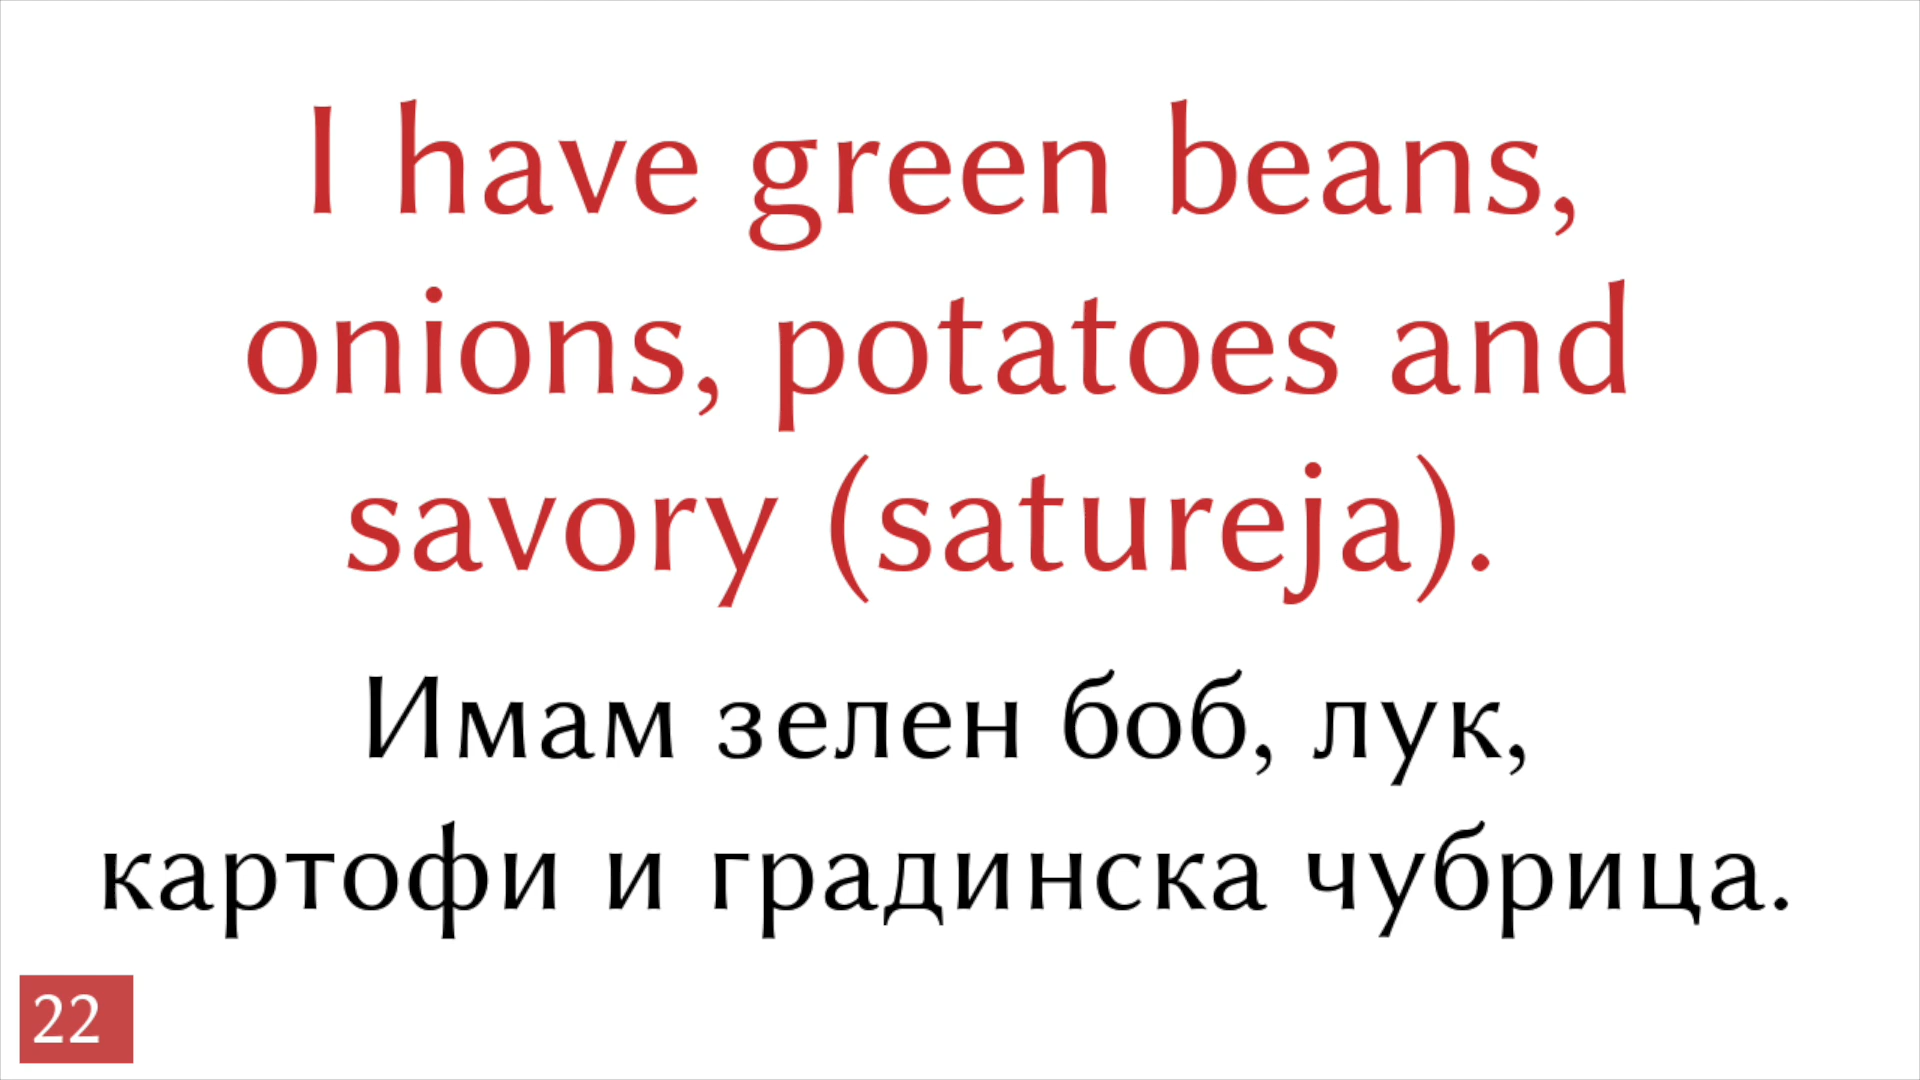 I have green beans,
onions, potatoes and
savory (satureja).
Имам зелен боб, лук,
картофи и градинска чубрица.
22